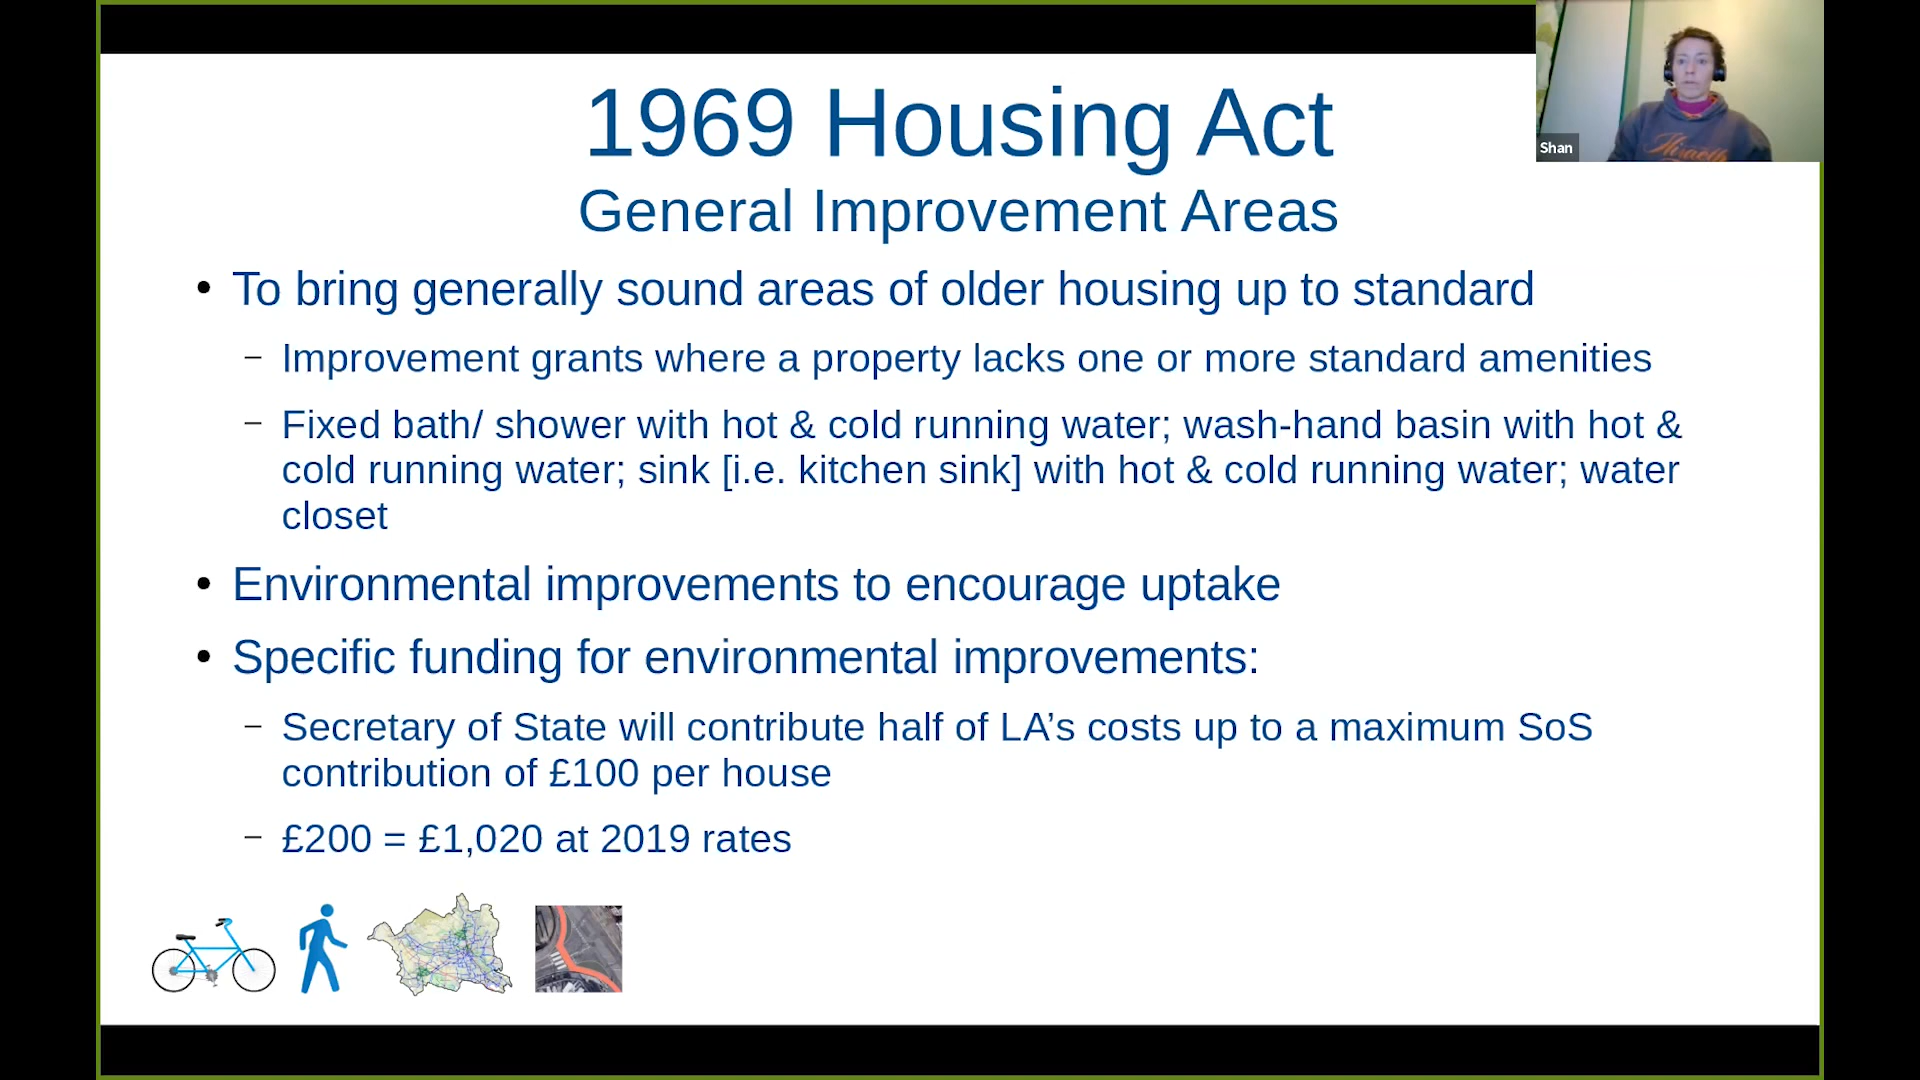 1969 Housing Act
Shan
General Improvement Areas
• To bring generally sound areas of older housing up to standard
– Improvement grants where a property lacks one or more standard amenities
– Fixed bath/ shower with hot & cold running water; wash-hand basin with hot &
cold running water; sink [i.e. kitchen sink] with hot & cold running water; water
closet
• Environmental improvements to encourage uptake
• Specific funding for environmental improvements:
– Secretary of State will contribute half of LA’s costs up to a maximum SoS
contribution of £100 per house
– £200 = £1,020 at 2019 rates